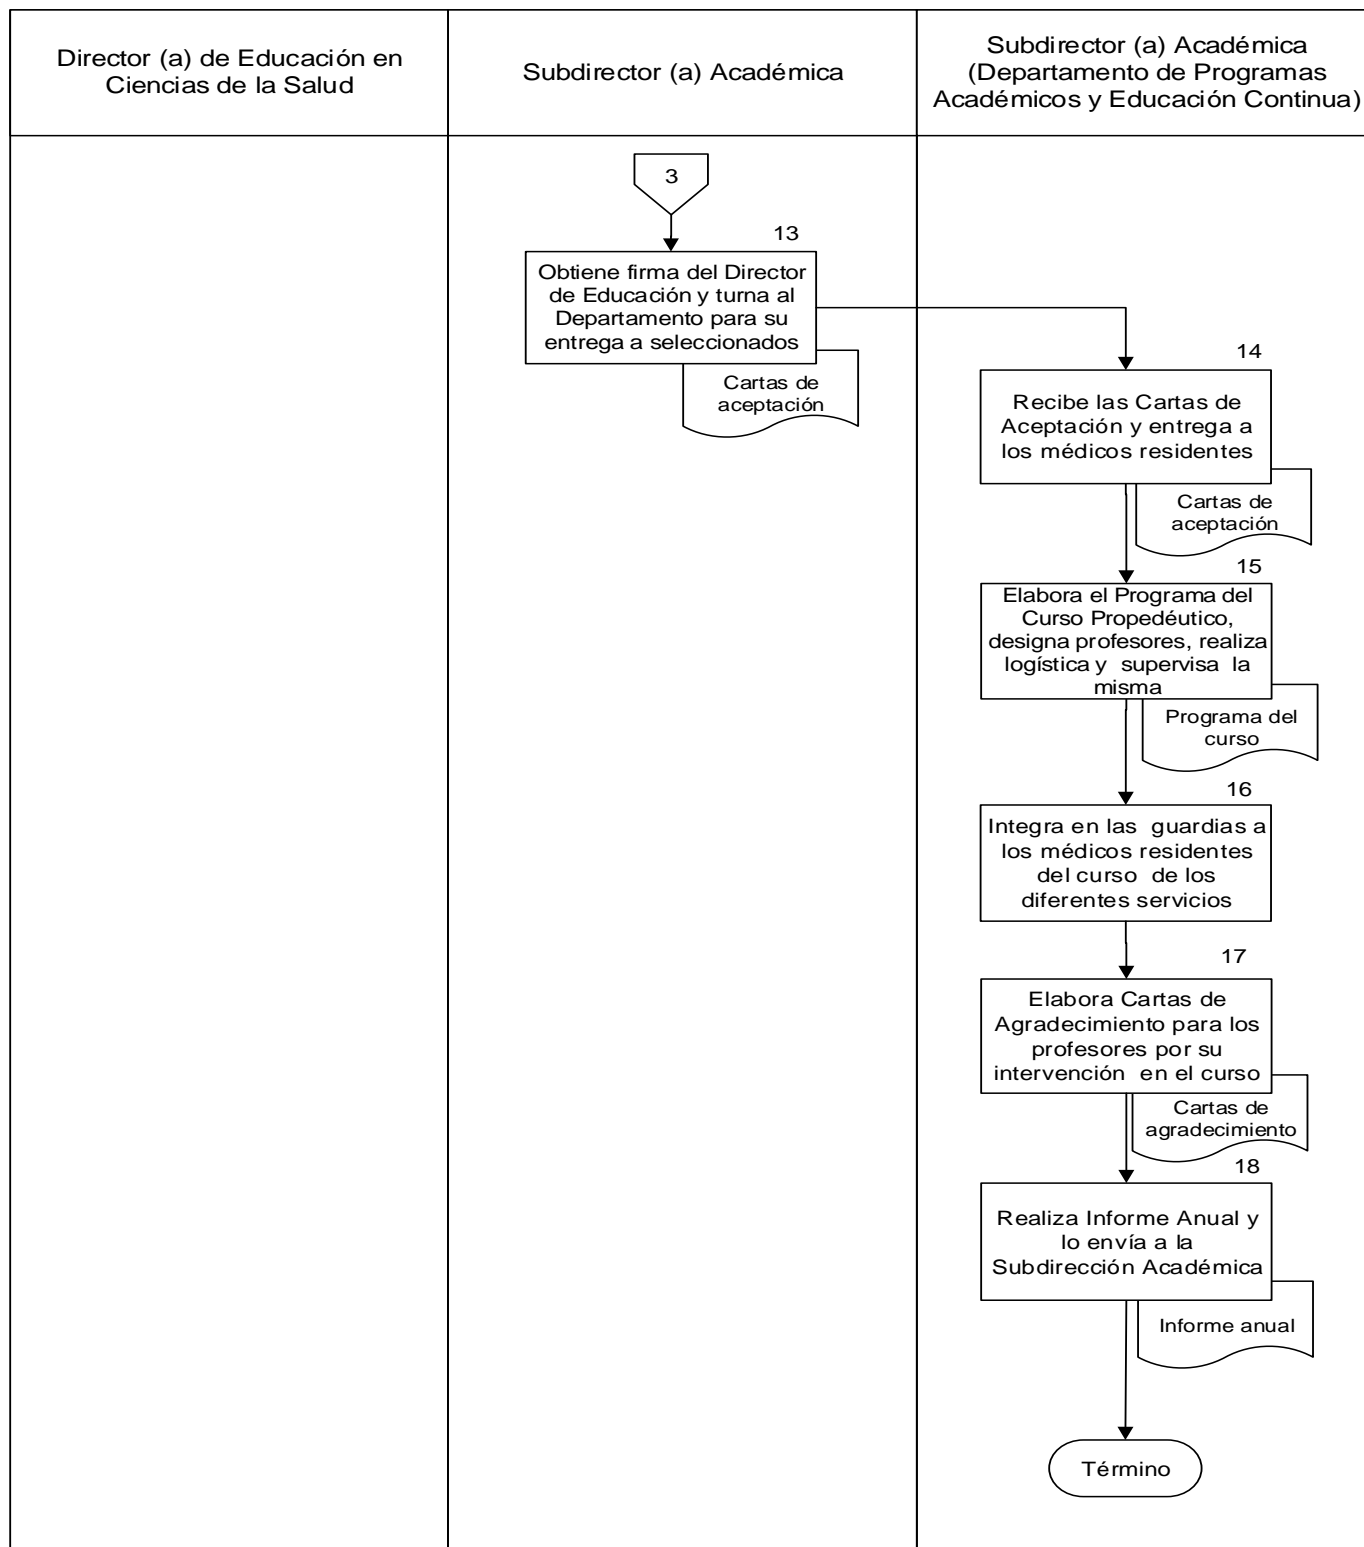 Director (a) de Educación en
Ciencias de la Salud
Subdirector (a) Académica
Subdirector (a) Académica
(Departamento de Programas
Académicos y Educación Continua)
3
13
Obtiene firma del Director
de Educación y turna al
Departamento para su
entrega a seleccionados
Cartas de
aceptación
14
Recibe las Cartas de
Aceptación y entrega a
los médicos residentes
Cartas de
aceptación
15
Elabora el Programa del
Curso Propedéutico,
designa profesores, realiza
logística y supervisa la
misma
Programa del
curso
16
Integra en las guardias a
los médicos residentes
del curso de los
diferentes servicios
17
Elabora Cartas de
Agradecimiento para los
profesores por su
intervención en el curso
Cartas de
agradecimiento
18
Realiza Informe Anual y
lo envía a la
Subdirección Académica
Informe anual
Término